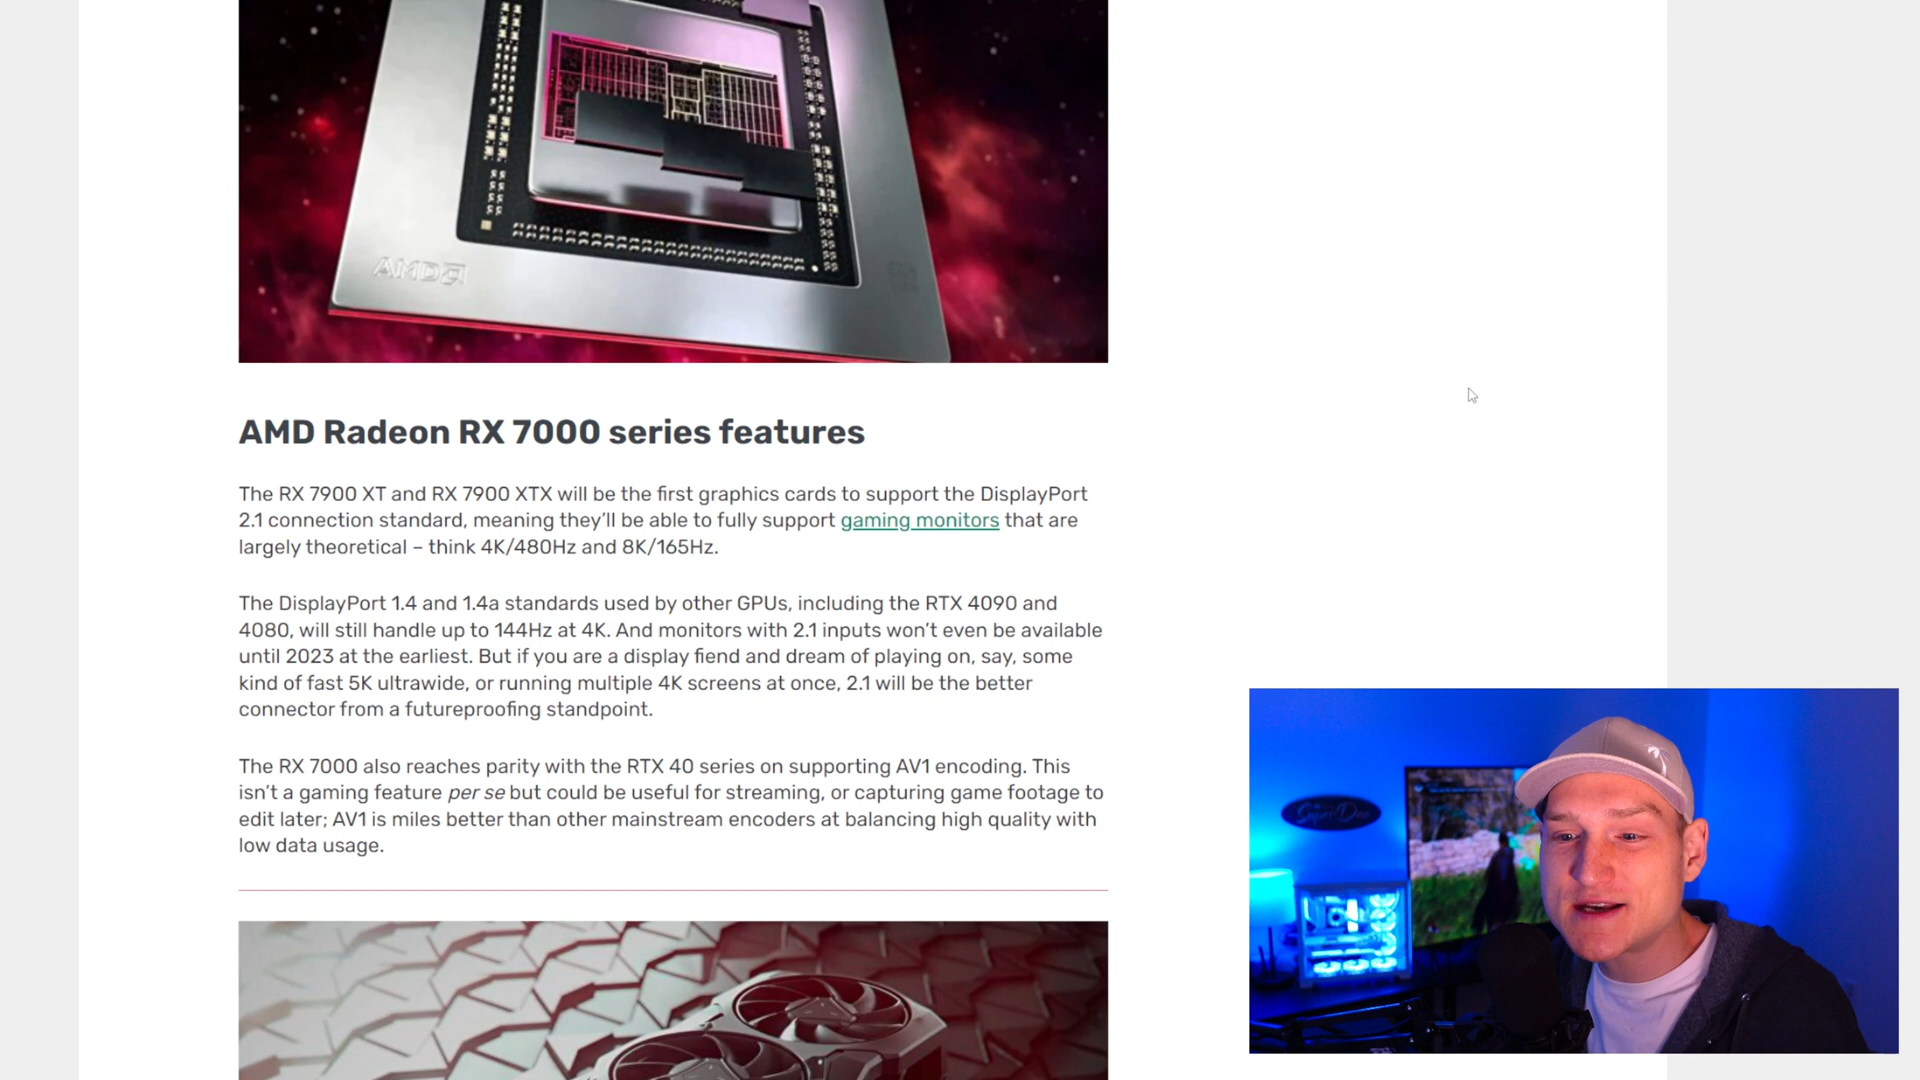 AMD
AMD Radeon RX 7000 series features
The RX 7900 XT and RX 7900 XTX will be the first graphics cards to support the DisplayPort
2.1 connection standard, meaning they’ll be able to fully support gaming monitors that are
largely theoretical – think 4K/480Hz and 8K/165Hz.
The DisplayPort 1.4 and 1.4a standards used by other GPUs, including the RTX 4090 and
4080, will still handle up to 144Hz at 4K. And monitors with 2.1 inputs won’t even be available
until 2023 at the earliest. But if you are a display fiend and dream of playing on, say, some
kind of fast 5K ultrawide, or running multiple 4K screens at once, 2.1 will be the better
connector from a futureproofing standpoint.
The RX 7000 also reaches parity with the RTX 40 series on supporting AV1 encoding. This
isn’t a gaming feature per se but could be useful for streaming, or capturing game footage to
edit later; AV1 is miles better than other mainstream encoders at balancing high quality with
low data usage.